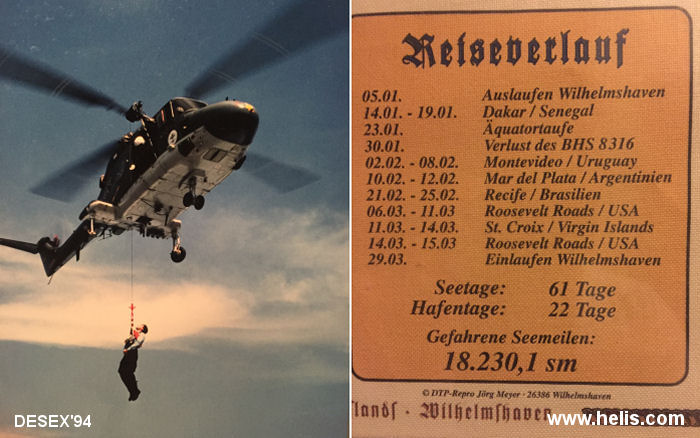 Reiseverlauf
05.01. Auslaufen Wilhelmshaven
14.01. - 19.01. Dakar / Senegal
23.01. Äquatortaufe
30.01. Verlust des BHS 8316
02.02. - 08.02. Montevideo / Uruguay
10.02. - 12.02. Mar del Plata / Argentinien
21.02. - 25.02. Recife / Brasilien
06.03. - 11.03 Roosevelt Roads / USA
11.03. - 14.03. St. Croix / Virgin Islands
14.03. - 15.03 Roosevelt Roads / USA
29.03. Einlaufen Wilhelmshaven
Seetage: 61 Tage
Hafentage: 22 Tage
Gefahrene Seemeilen:
18.230,1 sm
© DTP-Repro Jörg Meyer · 26386 Wilhelmshaven
lands · Wilhelmshaven
DESEX'94
www.helis.com